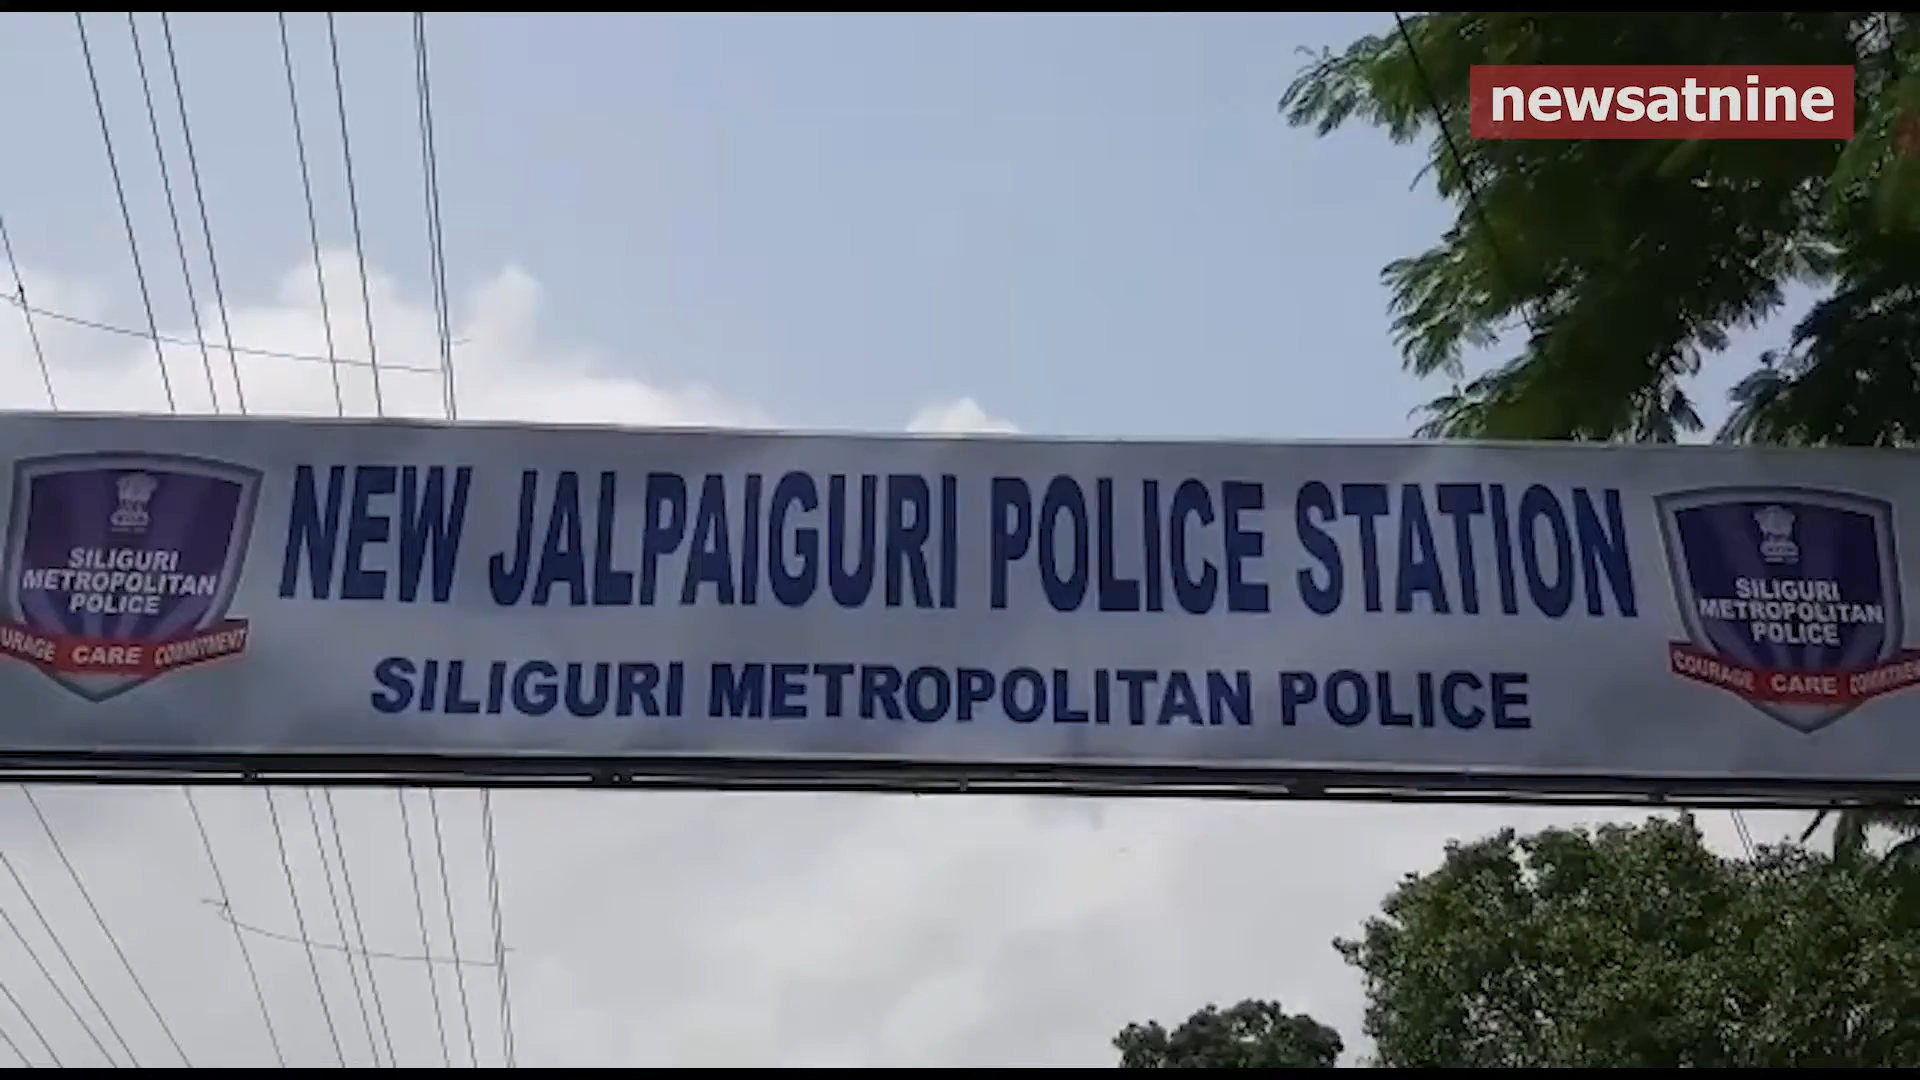 newsatnine
NEW JALPAIGURI POLICE STATION
SILIGURI METROPOLITAN POLICE
SILIGURI
METROPOLITAN
POLICE
CARE COMMITMENT
SILIGURI
METROPOLITAN
POLICE
COURAGE CARE